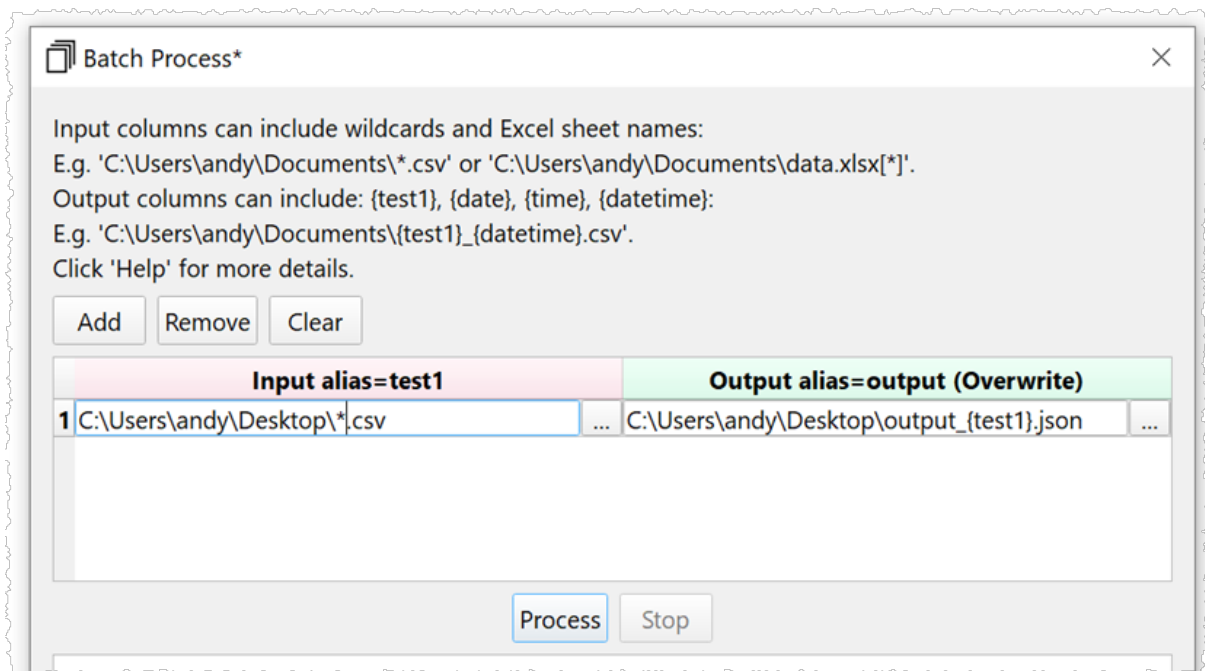 Batch Process*
Input columns can include wildcards and Excel sheet names:
E.g. 'C:\Users\andy\Documents\*.csv' or 'C:\Users\andy\Documents\data.xlsx[*]'.
Output columns can include: {test1}, {date}, {time}, {datetime}:
E.g. 'C:\Users\andy\Documents\{test1}_{datetime}.csv'.
Click 'Help' for more details.
Add Remove Clear
Input alias=test1 Output alias=output (Overwrite)
1 C:\Users\andy\Desktop\*.csv ... C:\Users\andy\Desktop\output_{test1}.json ...
Process Stop